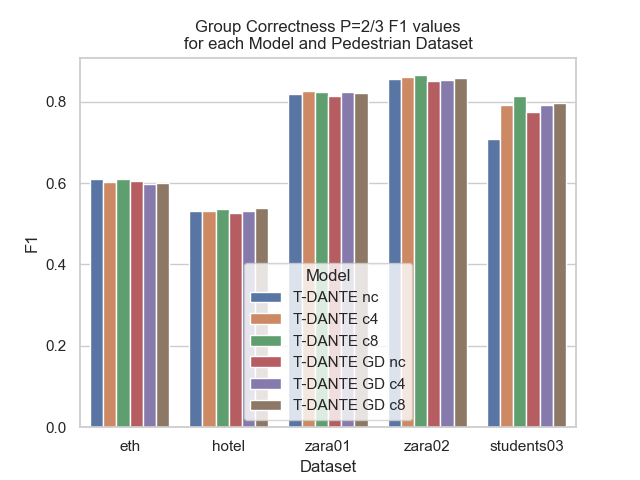 Group Correctness P=2/3 F1 values
for each Model and Pedestrian Dataset
F1
0.8
0.6
0.4
0.2
0.0
Model
T-DANTE nc
T-DANTE c4
T-DANTE c8
T-DANTE GD nc
T-DANTE GD c4
T-DANTE GD c8
eth hotel zara01 zara02 students03
Dataset